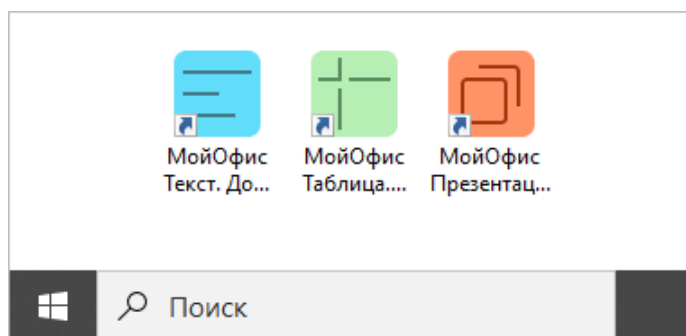 МойОфис
Текст. До...
МойОфис
Таблица....
МойОфис
Презентац...
Поиск